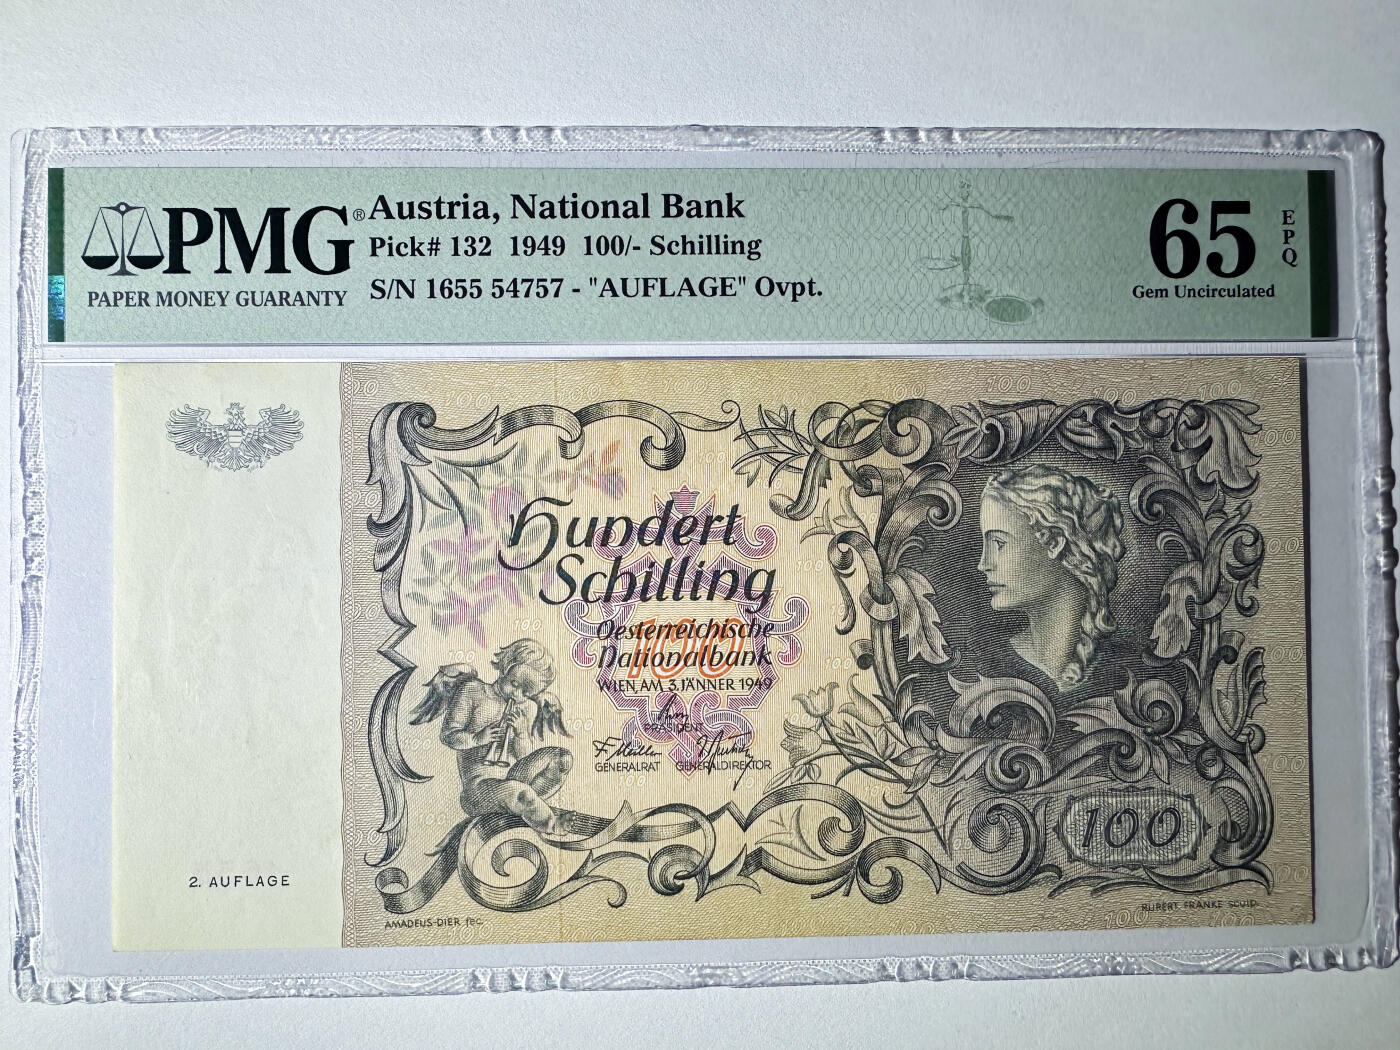 PMG®
PAPER MONEY GUARANTY
Austria, National Bank
Pick# 132 1949 100/- Schilling
S/N 1655 54757 - "AUFLAGE" Ovpt.
65
EPQ
Gem Uncirculated
Hundert
Schilling
100
Oesterreichische
Nationalbank
WIEN, AM 3. JÄNNER 1949
PRÄSIDENT
GENERALRAT GENERALDIREKTOR
100
2. AUFLAGE
AMADEUS-DIER fec.
RUPERT FRANKE SCULP.